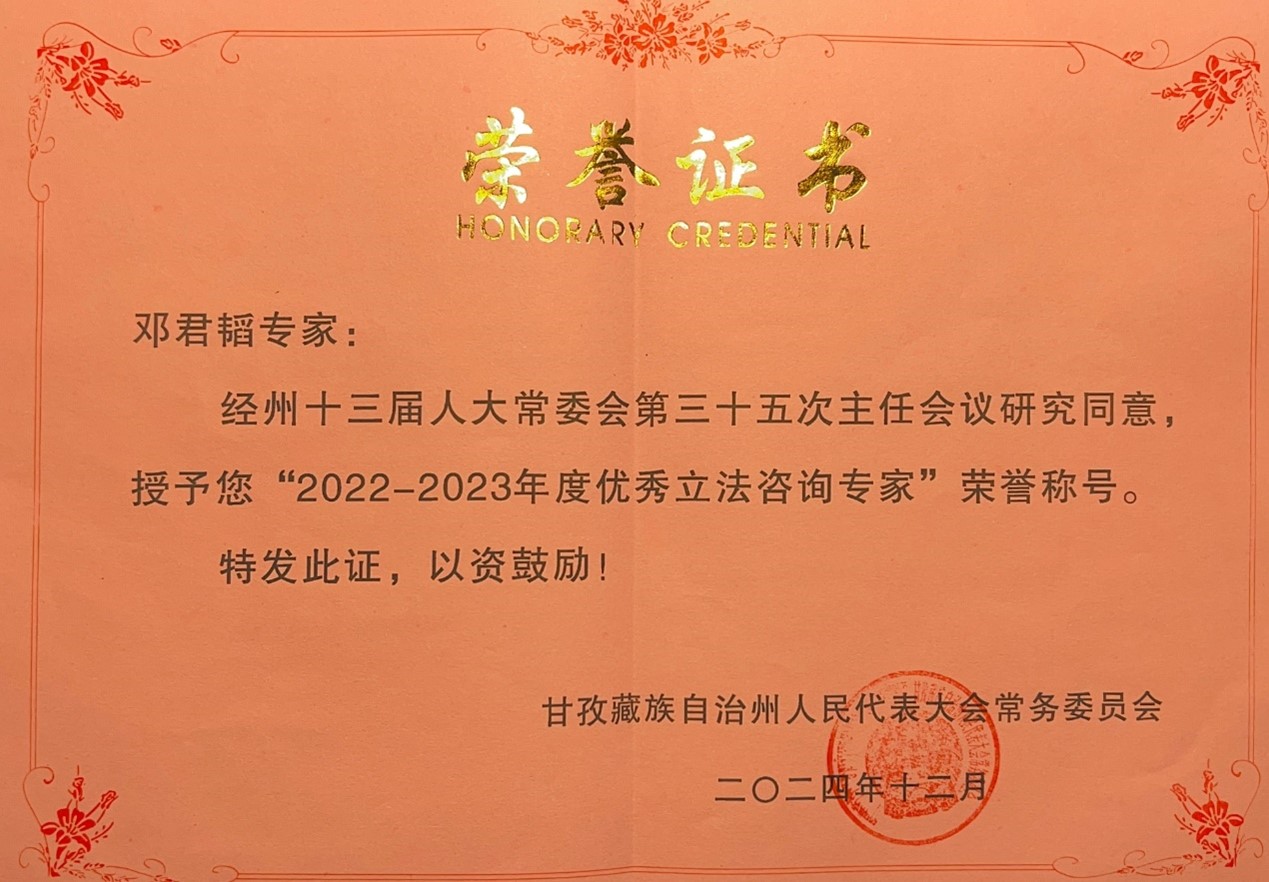 荣誉证书
HONORARY CREDENTIAL
邓君韬专家：
经州十三届人大常委会第三十五次主任会议研究同意，
授予您“2022-2023年度优秀立法咨询专家”荣誉称号。
特发此证，以资鼓励！
甘孜藏族自治州人民代表大会常务委员会
二〇二四年十二月